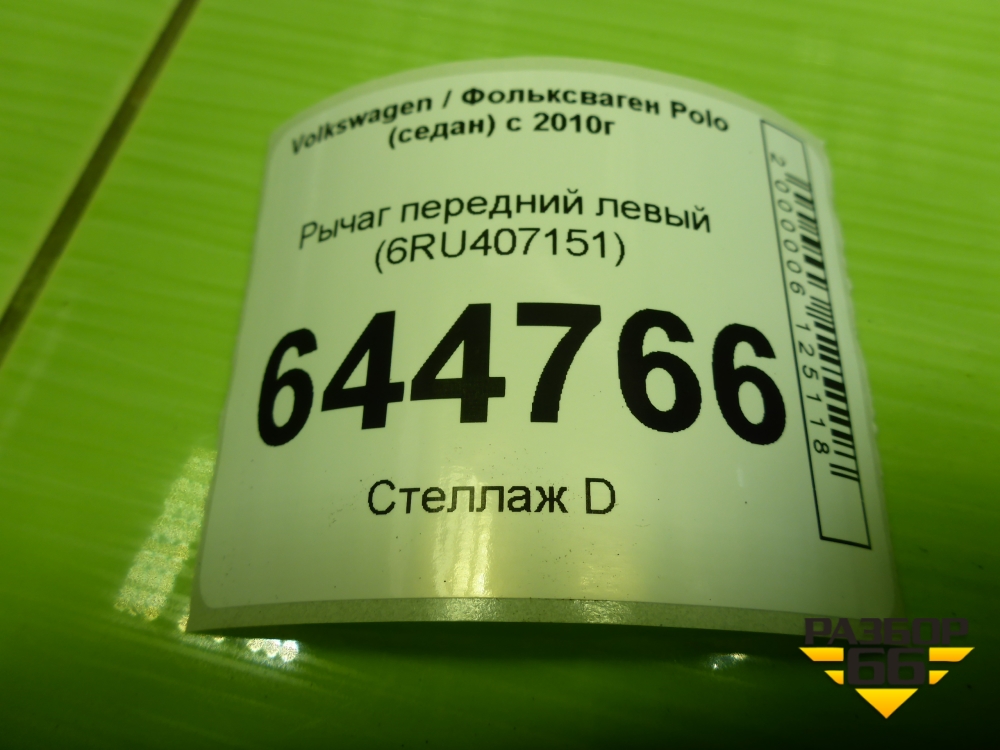 Volkswagen / Фольксваген Polo
(седан) с 2010г
Рычаг передний левый
(6RU407151)
644766
Стеллаж D
2000006125118
РАЗБОР
66